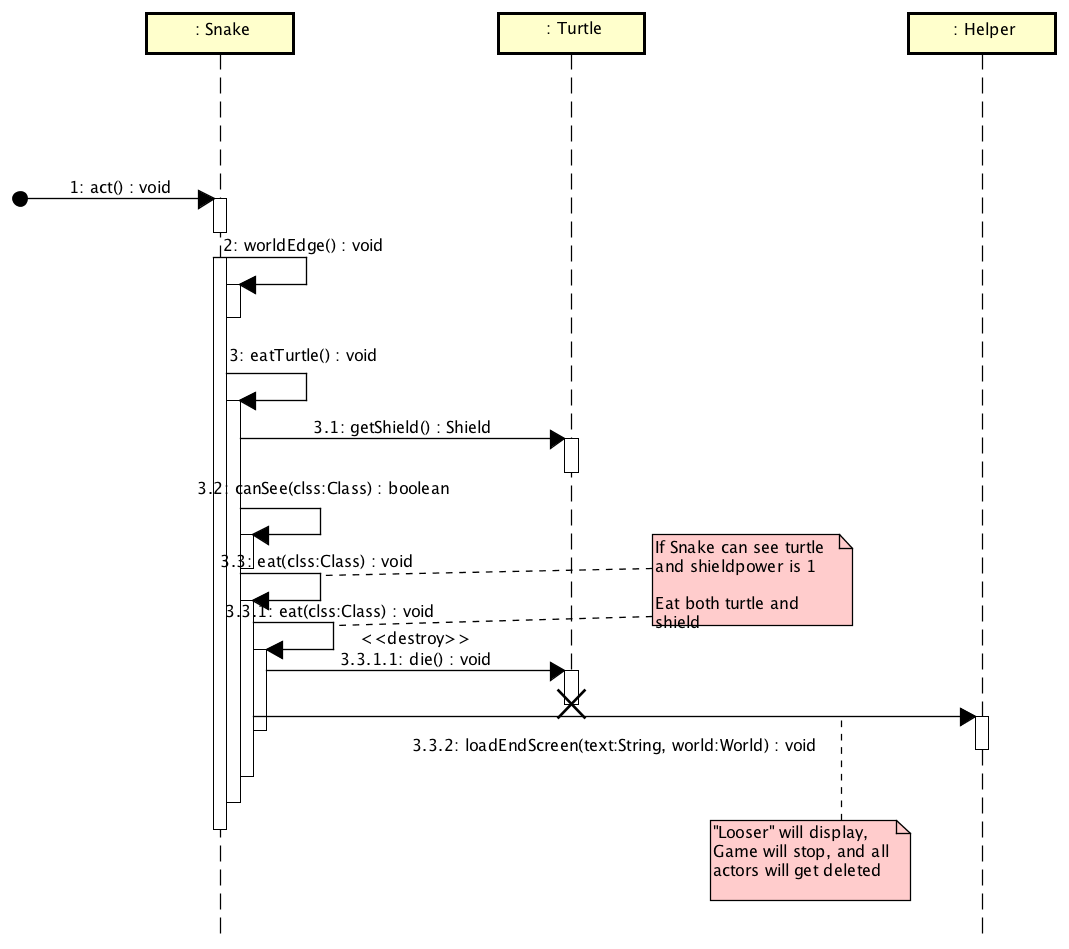 : Snake
: Turtle
: Helper
1: act() : void
2: worldEdge() : void
3: eatTurtle() : void
3.1: getShield() : Shield
3.2: canSee(clss:Class) : boolean
3.3: eat(clss:Class) : void
If Snake can see turtle
and shieldpower is 1
Eat both turtle and
shield
3.3.1: eat(clss:Class) : void
<<destroy>>
3.3.1.1: die() : void
3.3.2: loadEndScreen(text:String, world:World) : void
"Looser" will display,
Game will stop, and all
actors will get deleted